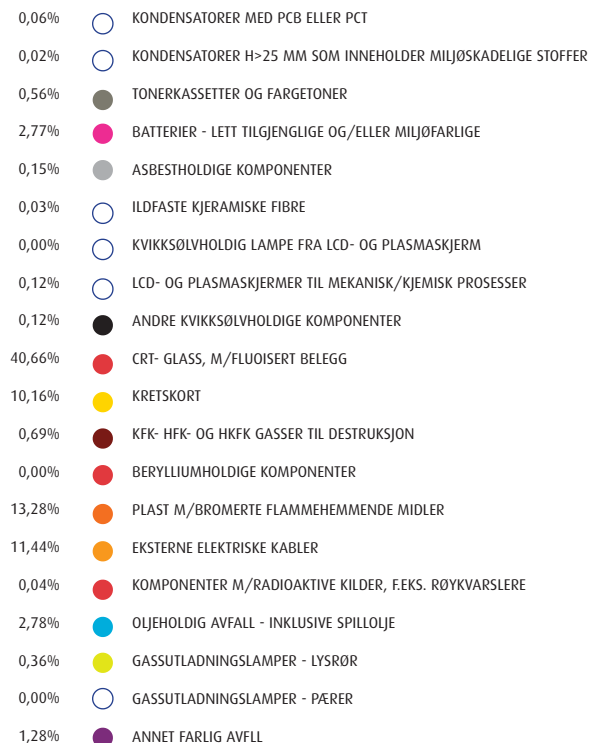 0,06% KONDENSATORER MED PCB ELLER PCT
0,02% KONDENSATORER H>25 MM SOM INNEHOLDER MILJØSKADELIGE STOFFER
0,56% TONERKASSETTER OG FARGETONER
2,77% BATTERIER - LETT TILGJENGLIGE OG/ELLER MILJØFARLIGE
0,15% ASBESTHOLDIGE KOMPONENTER
0,03% ILDFASTE KJERAMISKE FIBRE
0,00% KVIKKSØLVHOLDIG LAMPE FRA LCD- OG PLASMASKJERM
0,12% LCD- OG PLASMASKJERMER TIL MEKANISK/KJEMISK PROSESSER
0,12% ANDRE KVIKKSØLVHOLDIGE KOMPONENTER
40,66% CRT- GLASS, M/FLUOISERT BELEGG
10,16% KRETSKORT
0,69% KFK- HFK- OG HKFK GASSER TIL DESTRUKSJON
0,00% BERYLLIUMHOLDIGE KOMPONENTER
13,28% PLAST M/BROMERTE FLAMMEHEMMENDE MIDLER
11,44% EKSTERNE ELEKTRISKE KABLER
0,04% KOMPONENTER M/RADIOAKTIVE KILDER, F.EKS. RØYKVARSLERE
2,78% OLJEHOLDIG AVFALL - INKLUSIVE SPILLOLJE
0,36% GASSUTLADNINGSLAMPER - LYSRØR
0,00% GASSUTLADNINGSLAMPER - PÆRER
1,28% ANNET FARLIG AVFLL